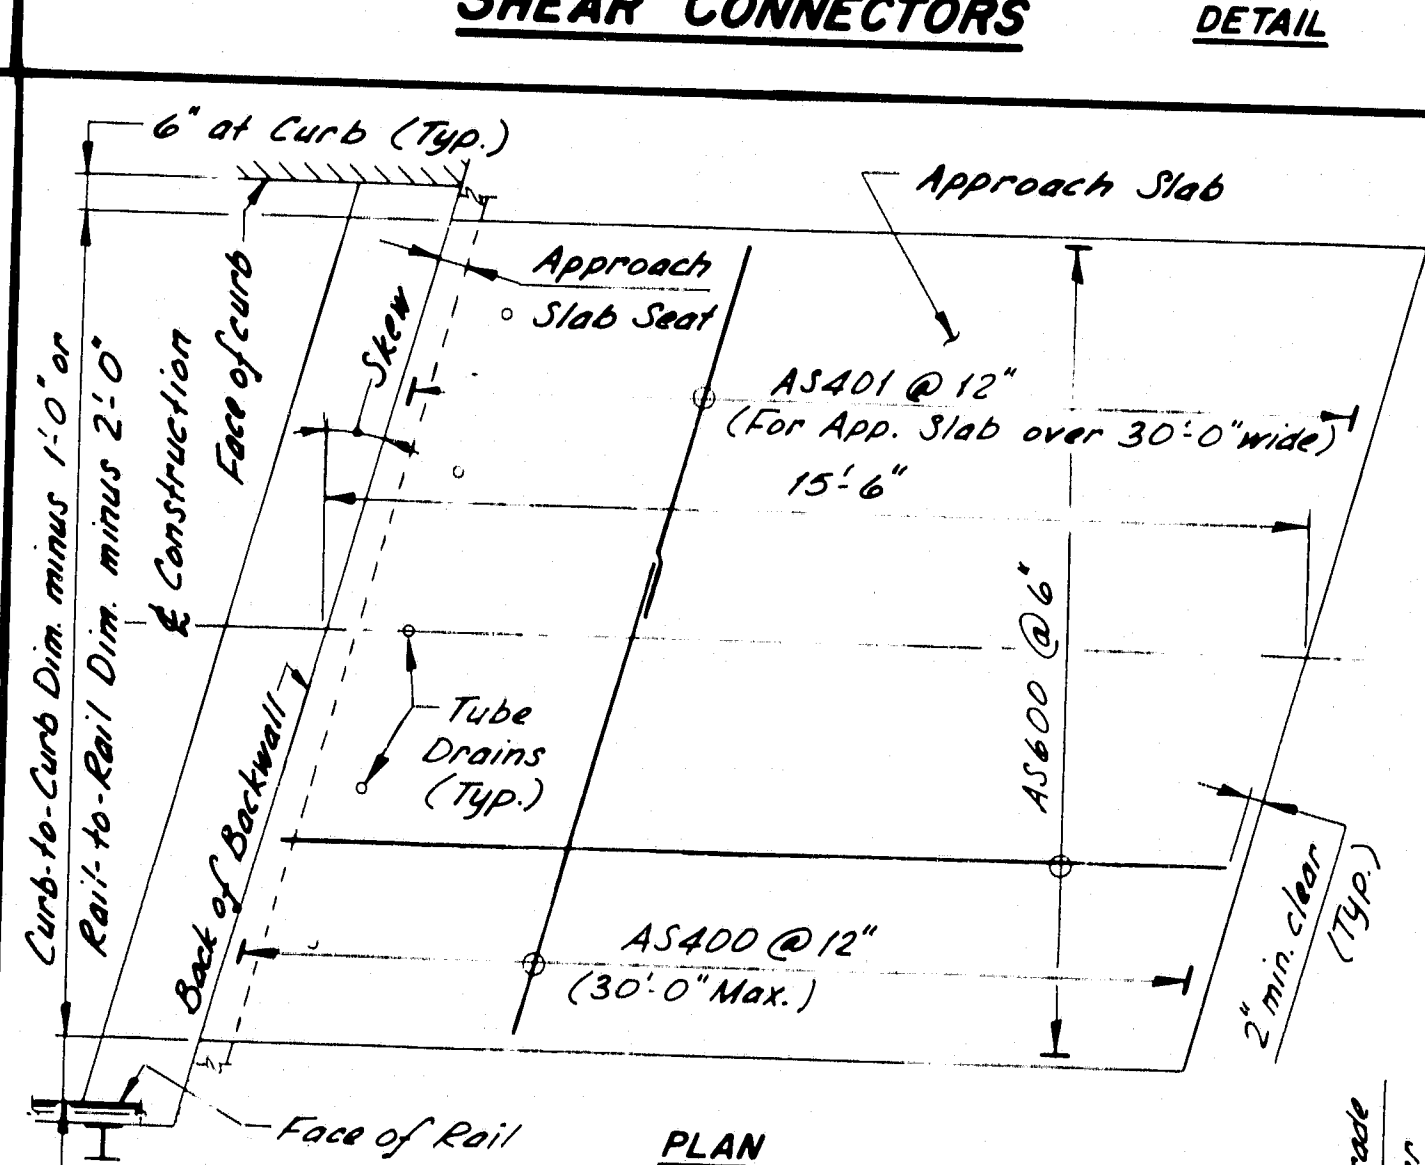 SHEAR CONNECTORS
DETAIL
6" at Curb (Typ.)
Approach Slab
Approach
Slab Seat
Face of curb
Skew
AS401 @ 12"
(For App. Slab over 30'-0" wide)
15'-6"
Curb-to-Curb Dim. minus 1'-0" or
Rail-to-Rail Dim. minus 2'-0"
℄ Construction
AS600 @ 6"
Tube
Drains
(Typ.)
Back of Backwall
2" min. clear
(Typ.)
AS400 @ 12"
(30'-0" Max.)
Face of Rail
PLAN